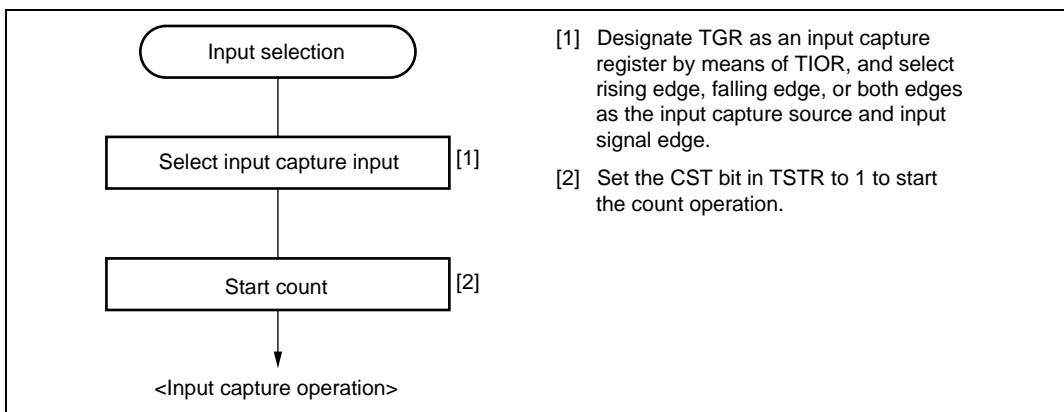 Input selection
Select input capture input
[1]
Start count
[2]
<Input capture operation>
[1] Designate TGR as an input capture
register by means of TIOR, and select
rising edge, falling edge, or both edges
as the input capture source and input
signal edge.
[2] Set the CST bit in TSTR to 1 to start
the count operation.